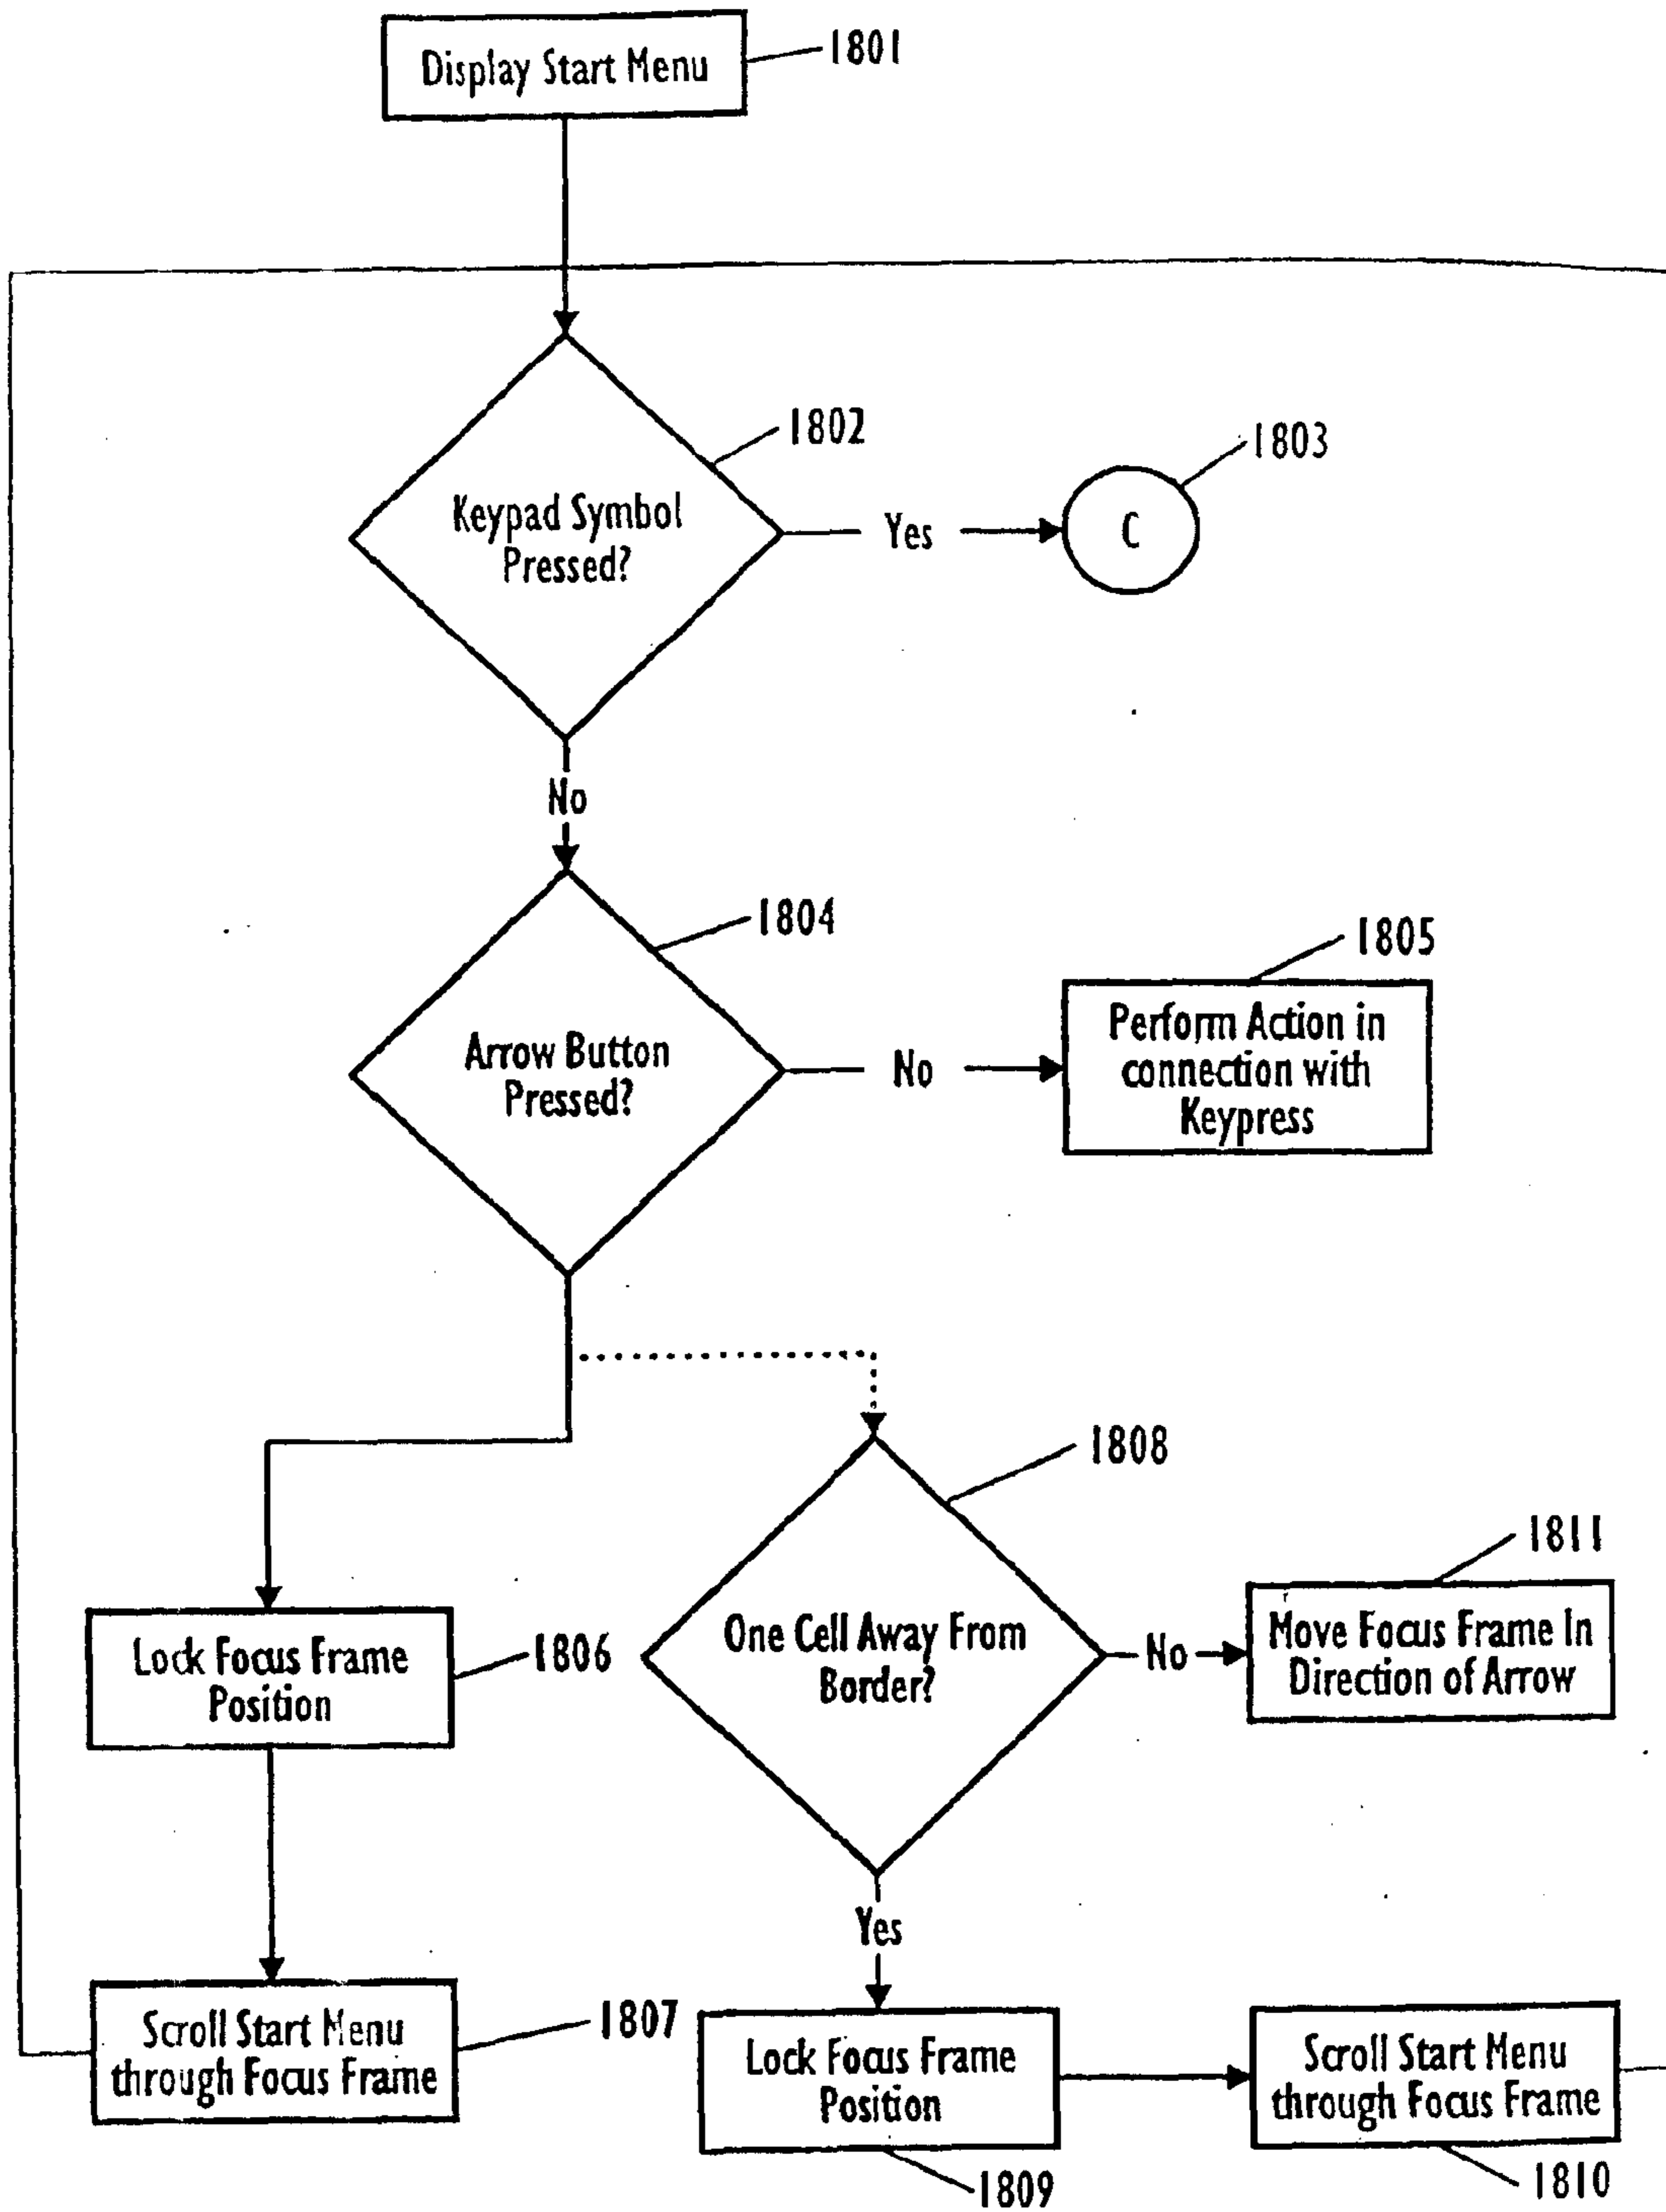 Display Start Menu
1801
1802
Keypad Symbol
Pressed?
Yes
C
1803
No
1804
Arrow Button
Pressed?
No
1805
Perform Action in
connection with
Keypress
1808
One Cell Away From
Border?
No
1811
Move Focus Frame In
Direction of Arrow
Lock Focus Frame
Position
1806
Yes
Scroll Start Menu
through Focus Frame
1807
Lock Focus Frame
Position
1809
Scroll Start Menu
through Focus Frame
1810